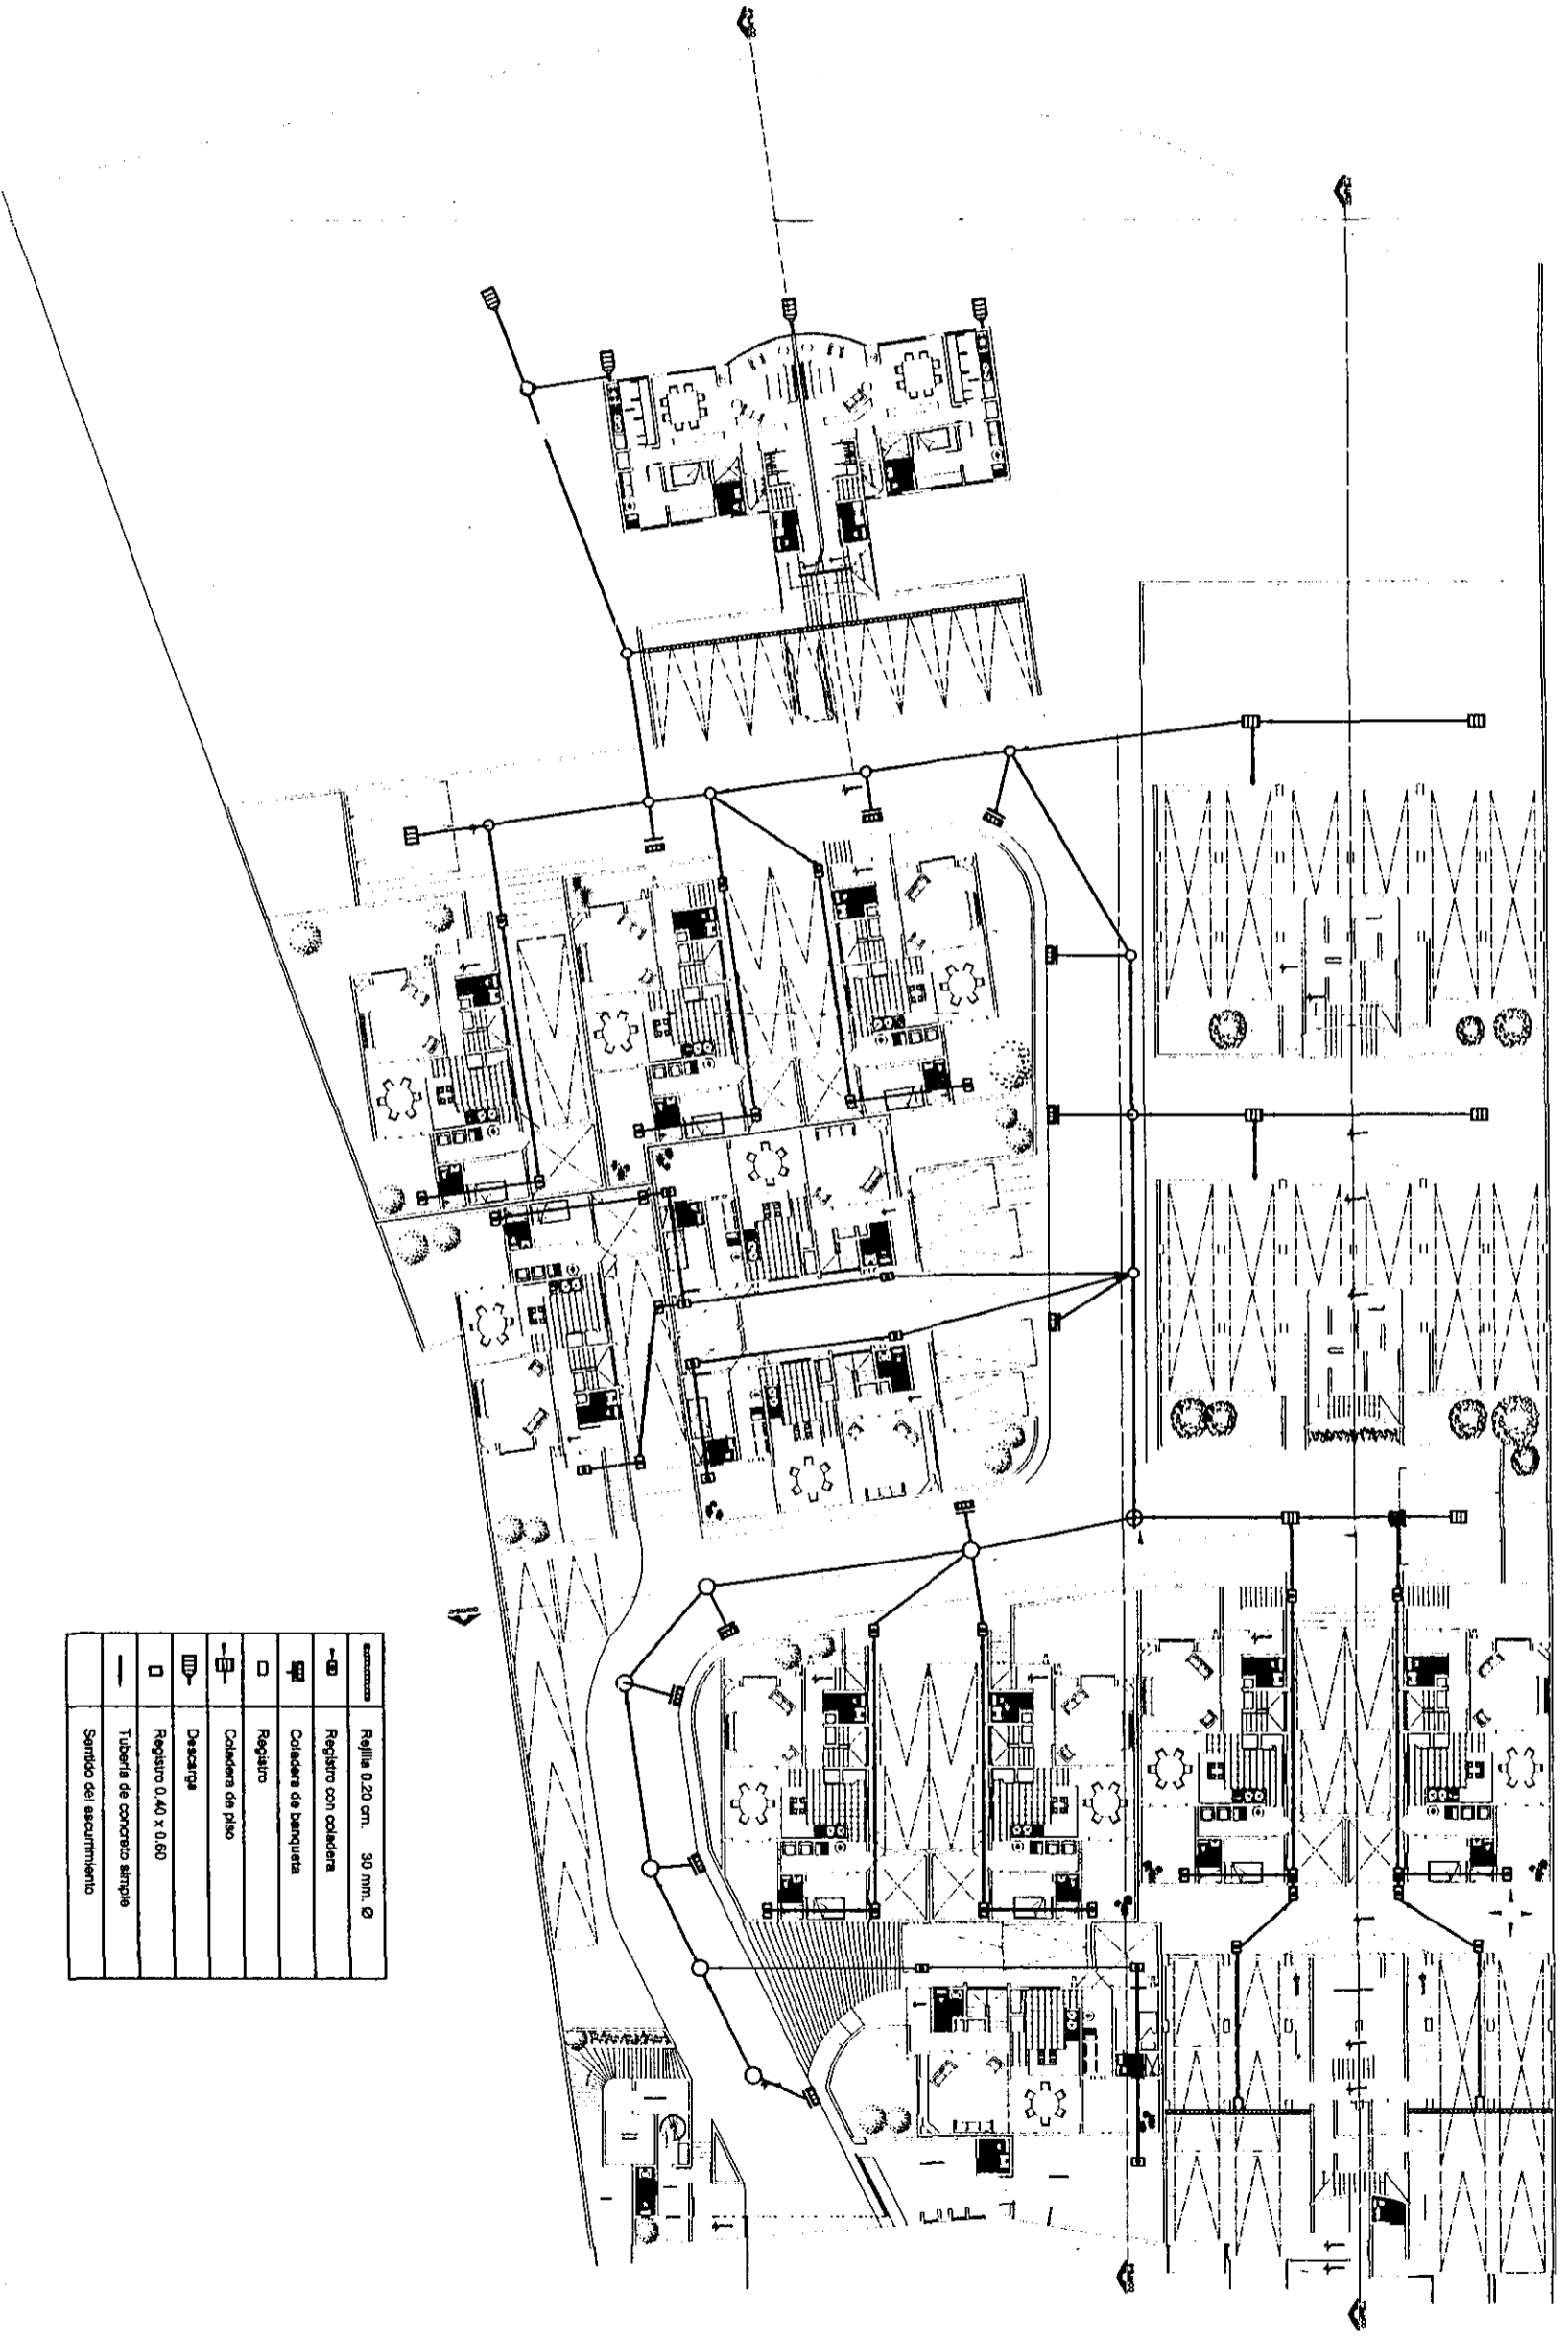 Rejilla 0.20 cm. 30 mm. Ø
Registro con coladera
Coladera de banqueta
Registro
Coladera de piso
Descarga
Registro 0.40 x 0.60
Tubería de concreto simple
Sentido del escurrimiento